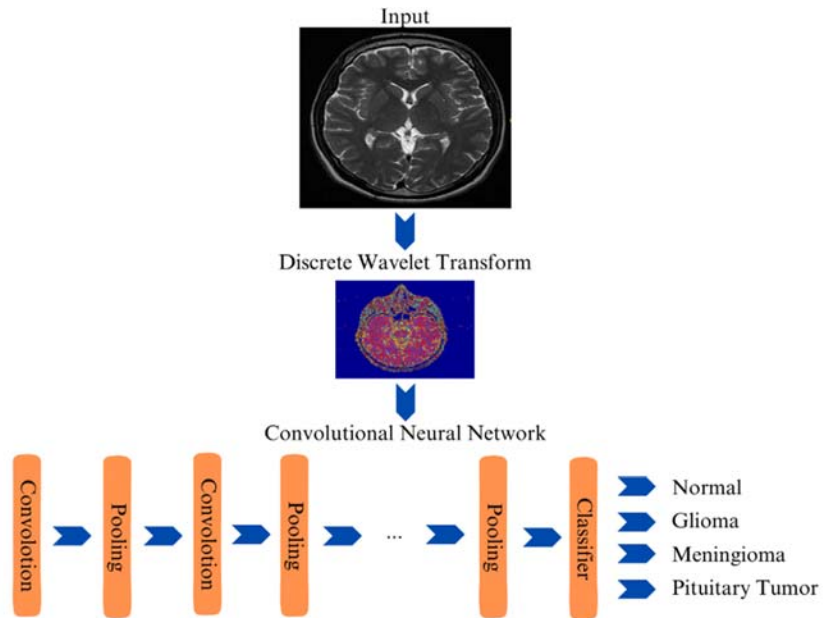 Input
Discrete Wavelet Transform
Convolutional Neural Network
Convolotion
Pooling
Convolotion
Pooling
...
Pooling
Classifier
Normal
Glioma
Meningioma
Pituitary Tumor